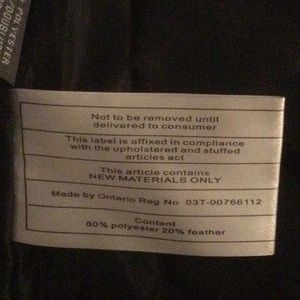 POLYESTER
Not to be removed until
delivered to consumer
This label is affixed in compliance
with the upholstered and stuffed
articles act
This article contains
NEW MATERIALS ONLY
Made by Ontario Reg No 03T-00766112
Content
80% polyester 20% feather